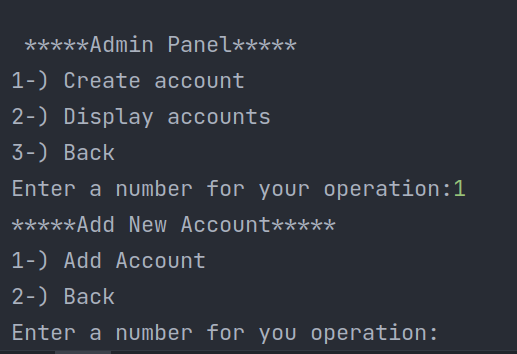 *****Admin Panel*****
1-) Create account
2-) Display accounts
3-) Back
Enter a number for your operation:1
*****Add New Account*****
1-) Add Account
2-) Back
Enter a number for you operation: